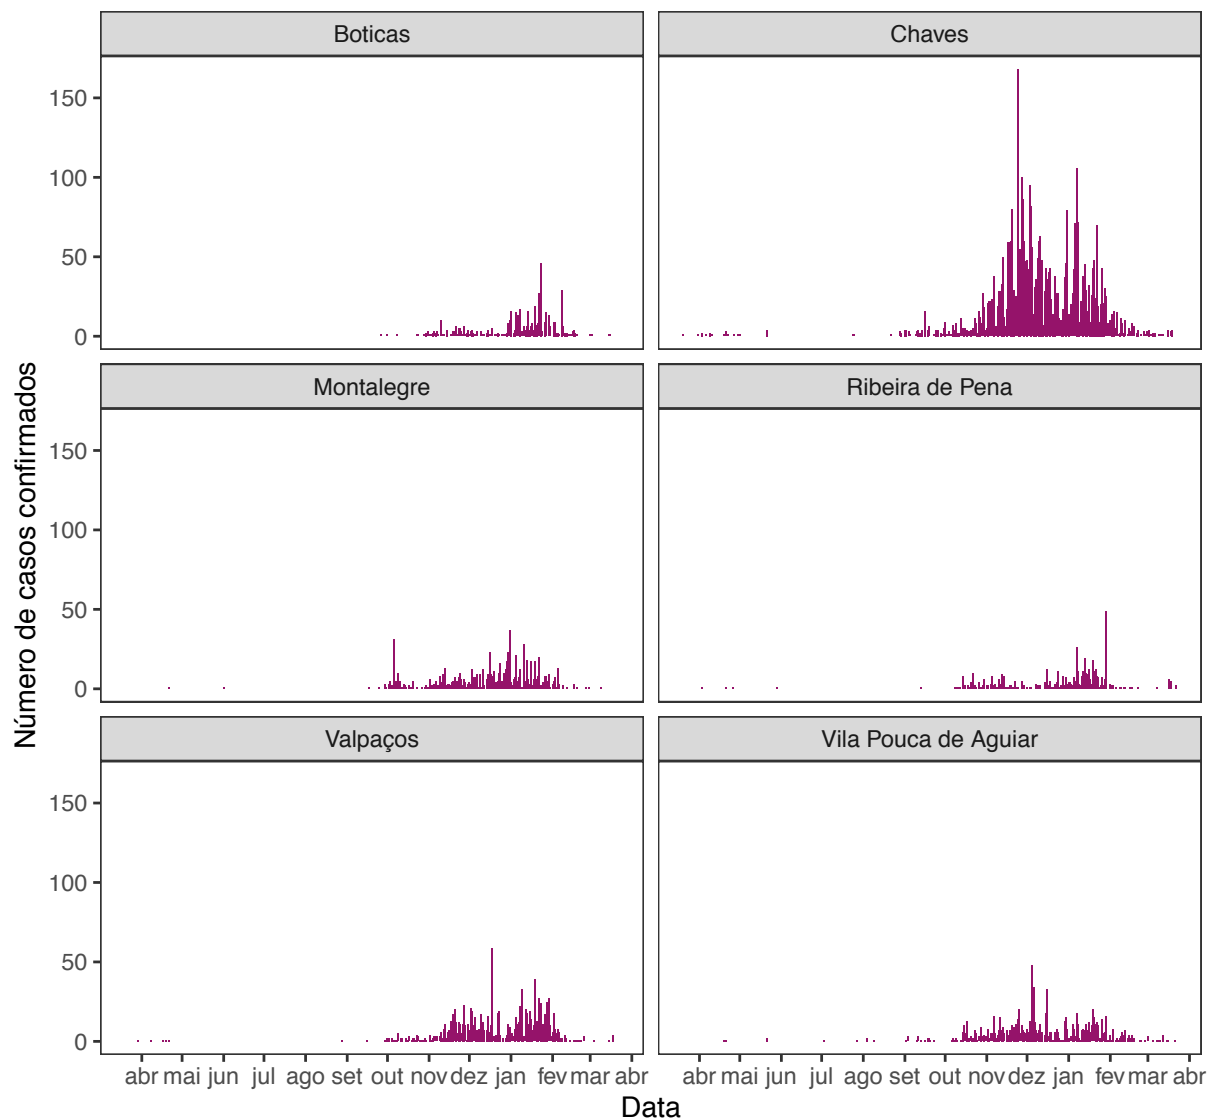 Boticas
Chaves
150
100
50
0
Montalegre
Ribeira de Pena
150
100
50
0
Número de casos confirmados
Valpaços
Vila Pouca de Aguiar
150
100
50
0
abr mai jun jul ago set out nov dez jan fev mar abr
abr mai jun jul ago set out nov dez jan fev mar abr
Data